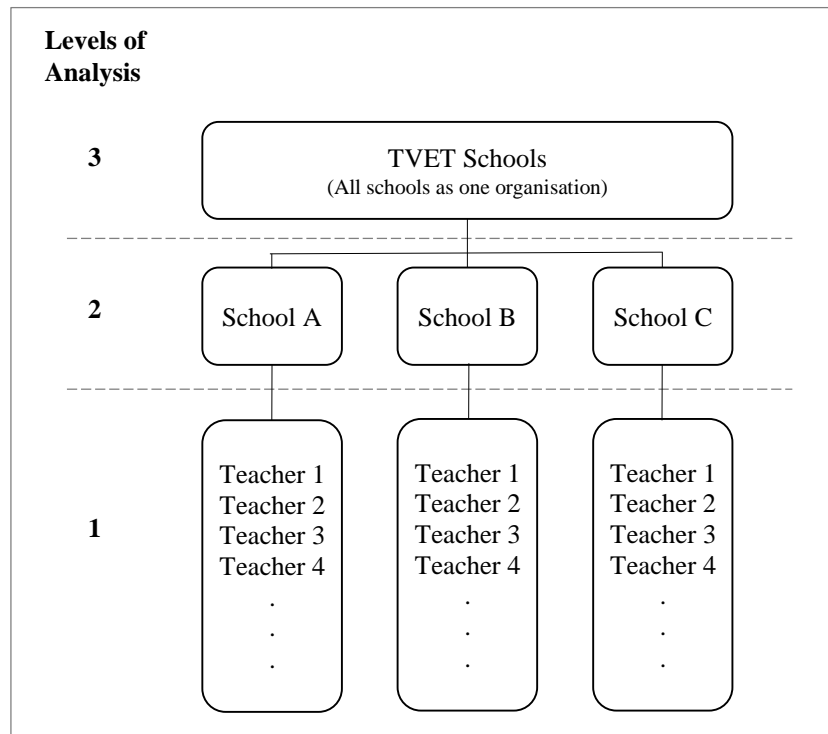 Levels of
Analysis
3
TVET Schools
(All schools as one organisation)
2
School A
School B
School C
1
Teacher 1
Teacher 2
Teacher 3
Teacher 4
.
.
.
Teacher 1
Teacher 2
Teacher 3
Teacher 4
.
.
.
Teacher 1
Teacher 2
Teacher 3
Teacher 4
.
.
.